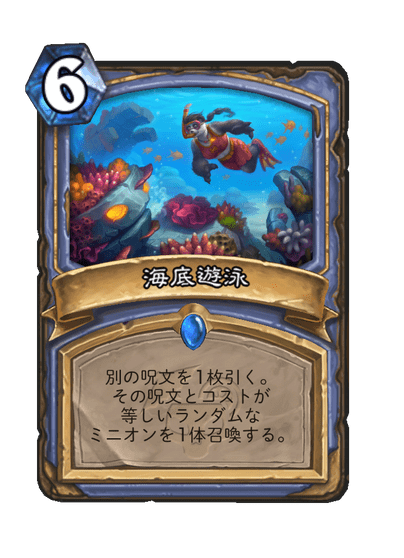 6
海底遊泳
別の呪文を1枚引く。
その呪文とコストが
等しいランダムな
ミニオンを1体召喚する。